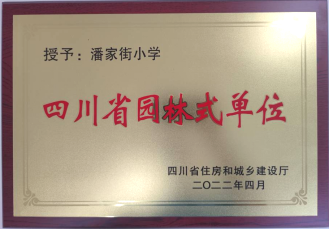 授予：潘家街小学
四川省园林式单位
四川省住房和城乡建设厅
二〇二二年四月